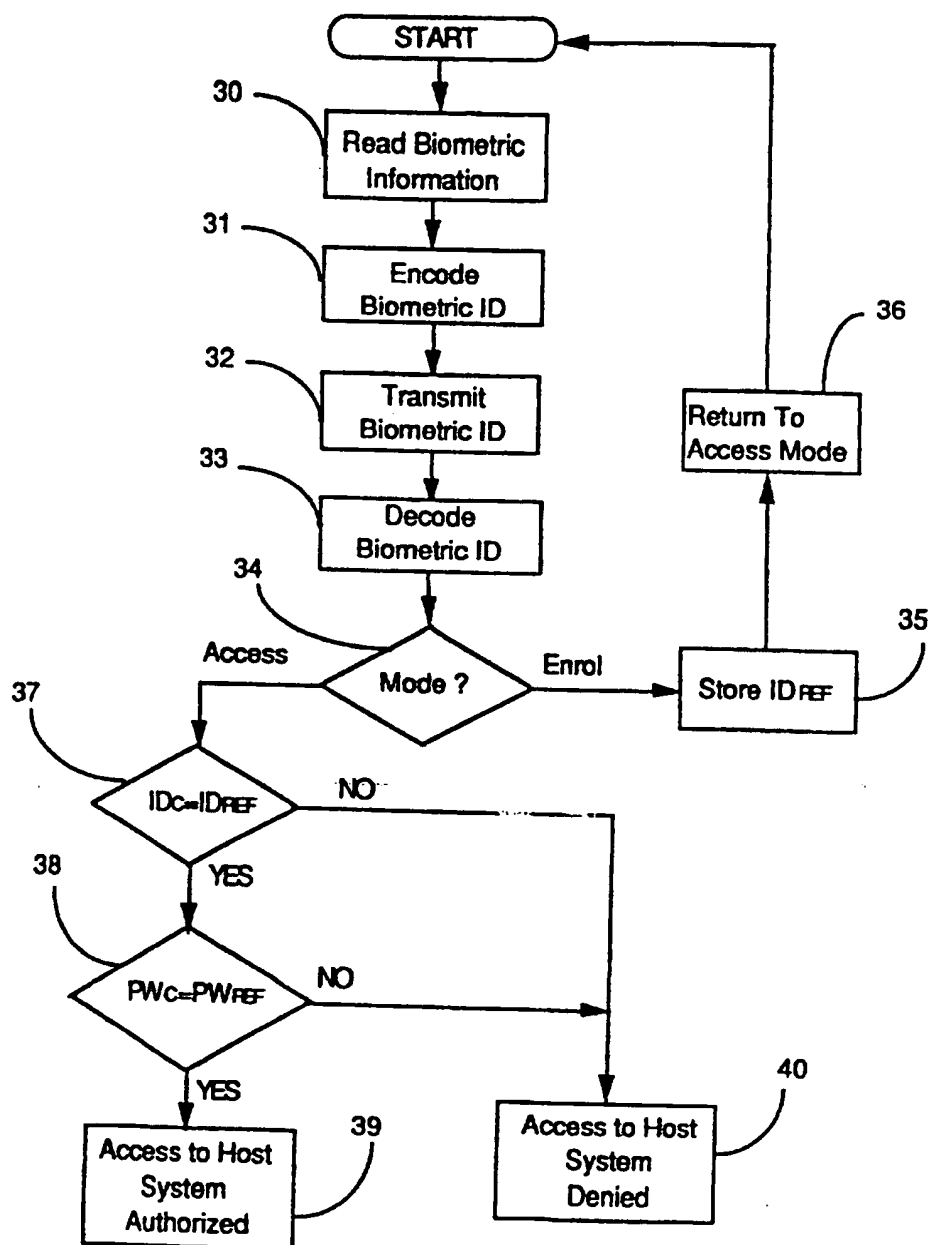 START
30
Read Biometric
Information
31
Encode
Biometric ID
32
Transmit
Biometric ID
33
Decode
Biometric ID
34
Mode ?
Access
Enrol
35
Store IDREF
36
Return To
Access Mode
37
IDC=IDREF
NO
YES
38
PWC=PWREF
NO
YES
39
Access to Host
System
Authorized
40
Access to Host
System
Denied